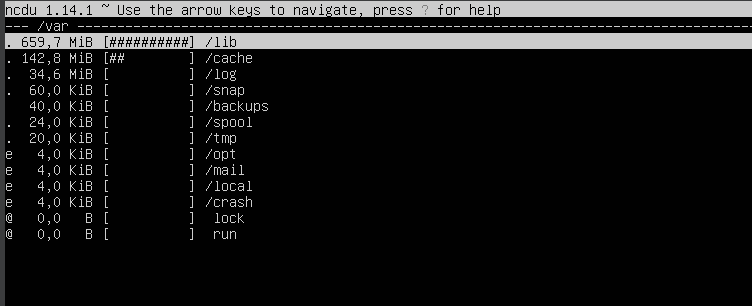 ncdu 1.14.1 ~ Use the arrow keys to navigate, press ? for help
--- /var -----------------------------------------------------------------------------
. 659,7 MiB [##########] /lib
. 142,8 MiB [##        ] /cache
.  34,6 MiB [          ] /log
.  60,0 KiB [          ] /snap
   40,0 KiB [          ] /backups
.  24,0 KiB [          ] /spool
.  20,0 KiB [          ] /tmp
e   4,0 KiB [          ] /opt
e   4,0 KiB [          ] /mail
e   4,0 KiB [          ] /local
e   4,0 KiB [          ] /crash
@   0,0   B [          ]  lock
@   0,0   B [          ]  run